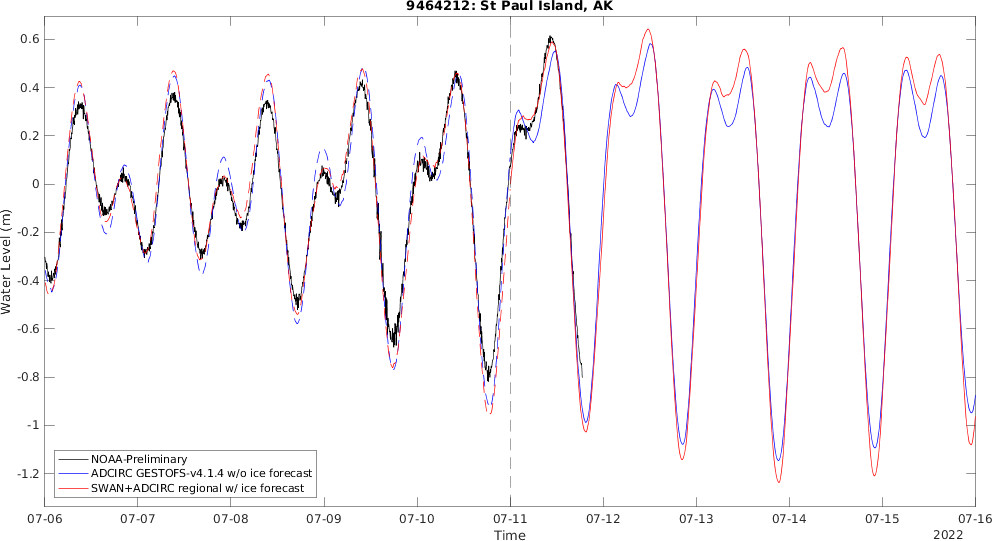 9464212: St Paul Island, AK
0.6
0.4
0.2
0
-0.2
-0.4
-0.6
-0.8
-1
-1.2
Water Level (m)
NOAA-Preliminary
ADCIRC GESTOFS-v4.1.4 w/o ice forecast
SWAN+ADCIRC regional w/ ice forecast
07-06 07-07 07-08 07-09 07-10 07-11 07-12 07-13 07-14 07-15 07-16
Time
2022